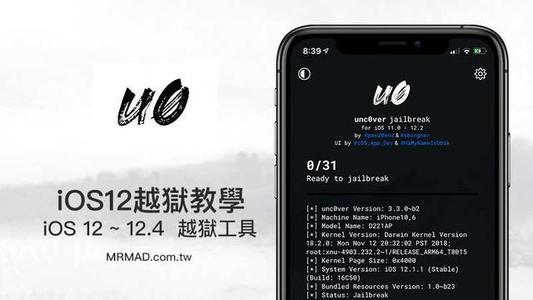 u0
iOS12越獄教學
iOS 12 ~ 12.4 越獄工具
MRMAD.com.tw
8:39
u0
unc0ver jailbreak
for iOS 11.0 - 12.2
by @pwn20wnd & @sbingner
UI by @iOS_App_Dev & @HiMyNameIsUbik
0/31
Ready to jailbreak
[*] unc0ver Version: 3.3.0~b2
[*] Machine Name: iPhone10,6
[*] Model Name: D221AP
[*] Kernel Version: Darwin Kernel Version
18.2.0: Mon Nov 12 20:32:02 PST 2018;
root:xnu-4903.232.2~1/RELEASE_ARM64_T8015
[*] Kernel Page Size: 0x4000
[*] System Version: iOS 12.1.1 (Stable)
(Build: 16C50)
[*] Bundled Resources Version: 1.0~b23
[*] Status: Jailbreak